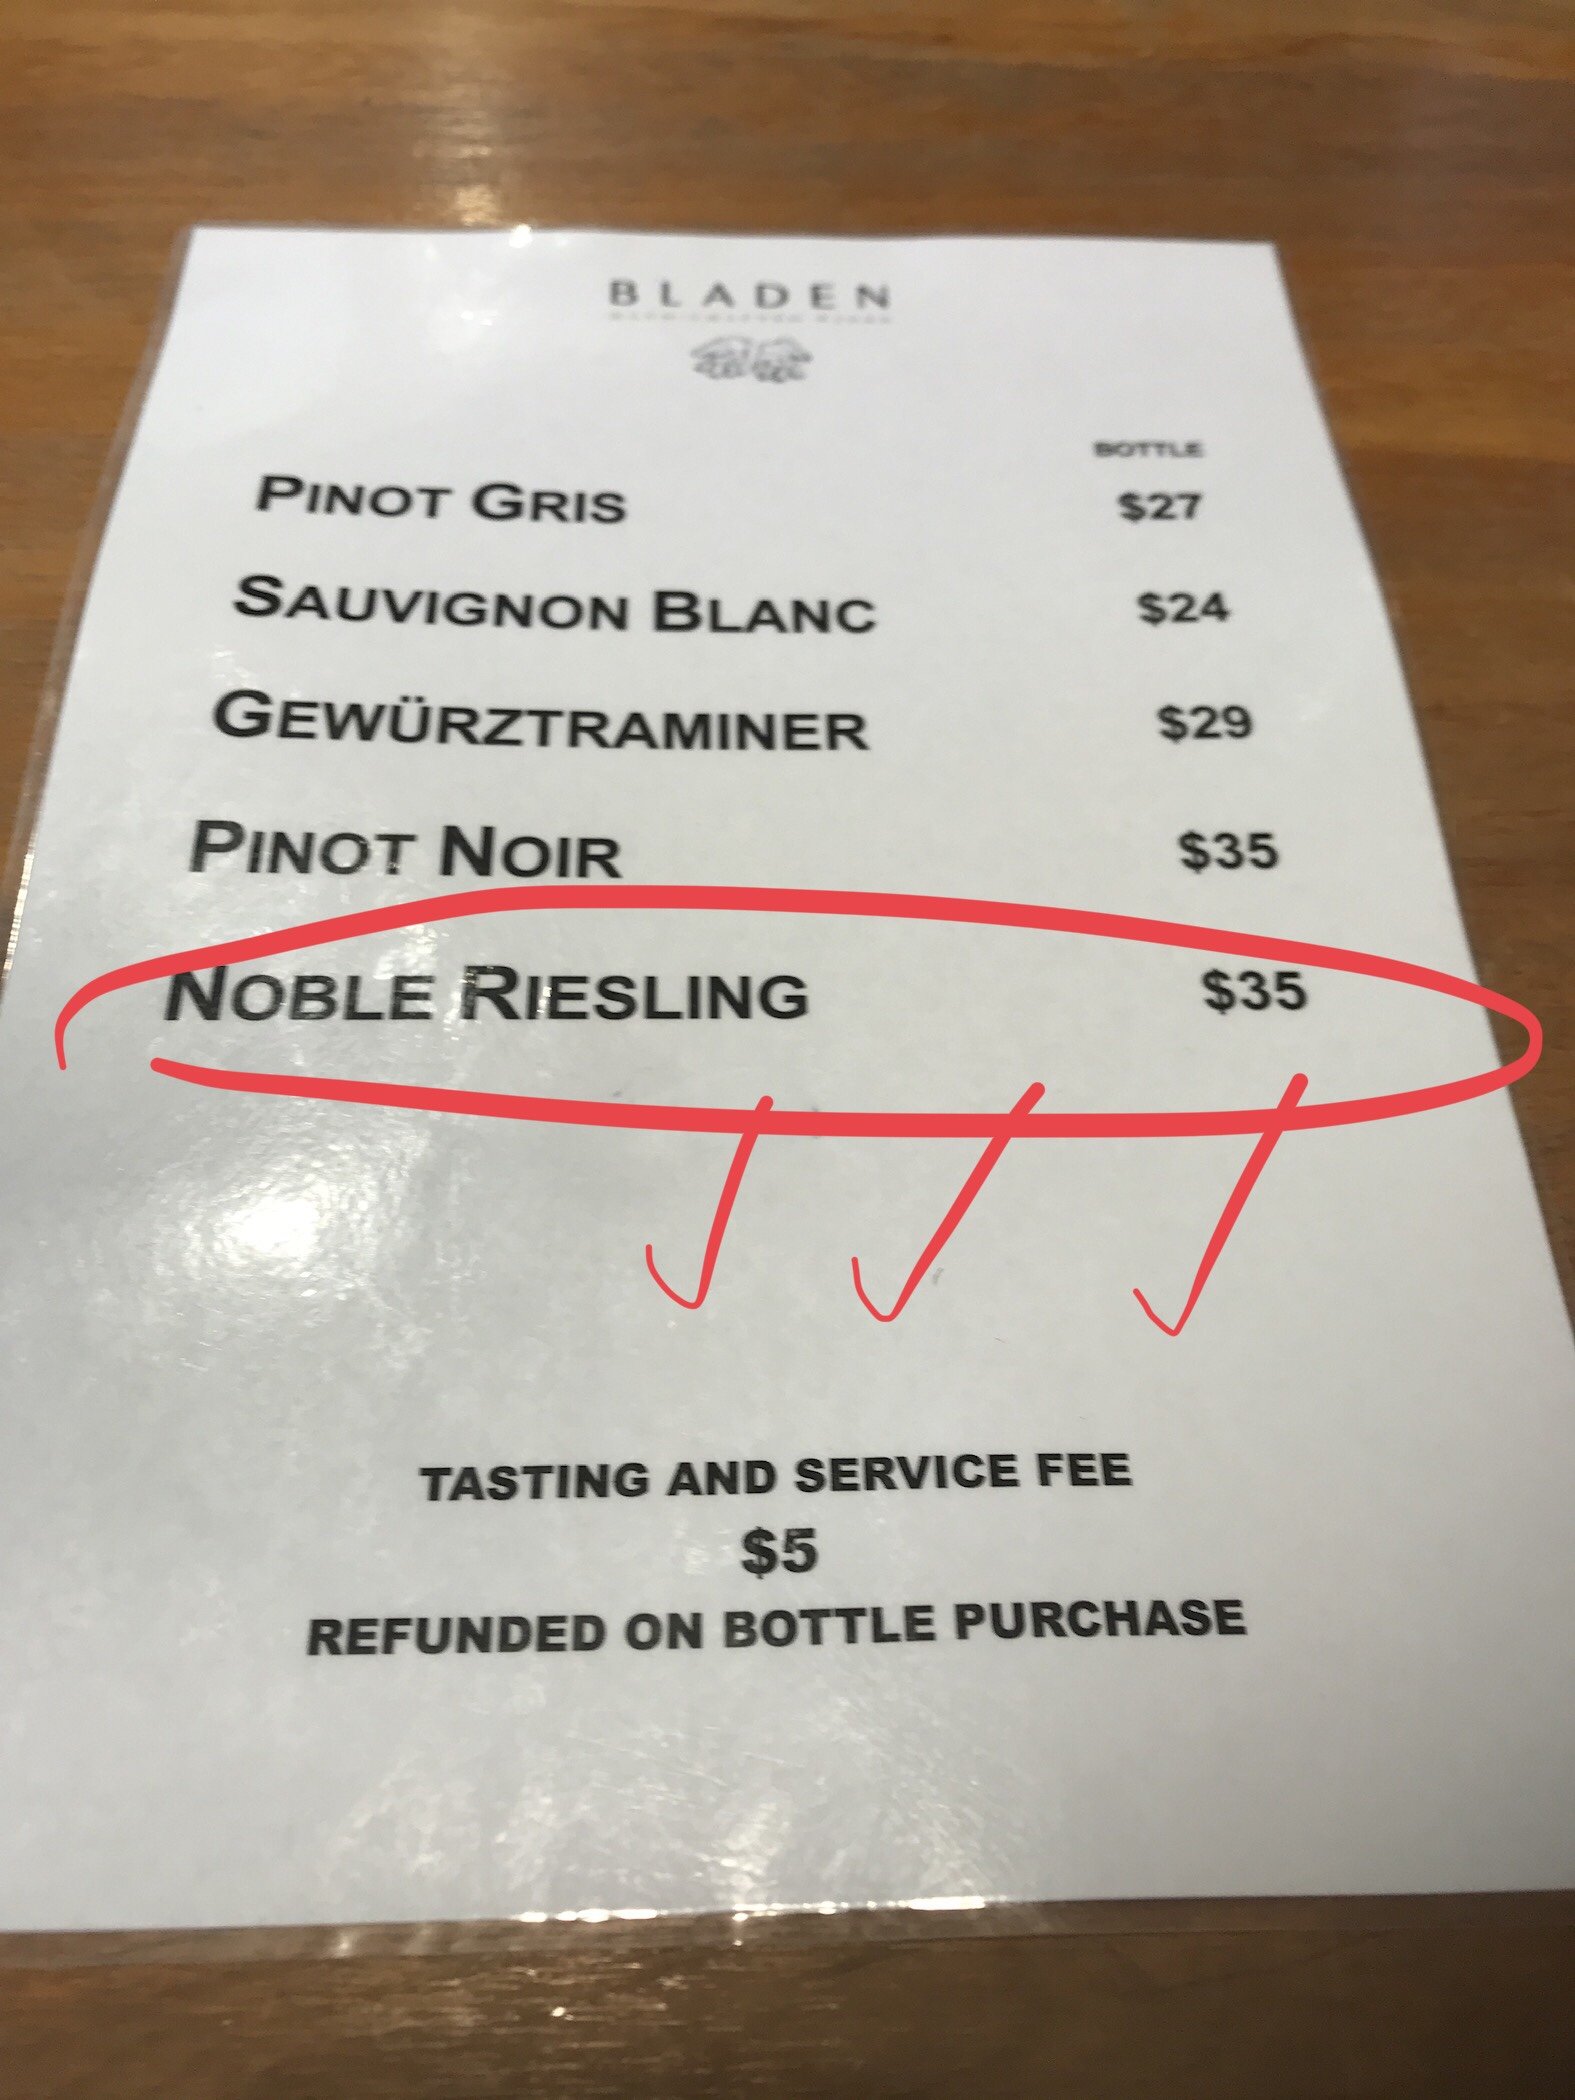 BLADEN
BOTTLE
PINOT GRIS $27
SAUVIGNON BLANC $24
GEWÜRZTRAMINER $29
PINOT NOIR $35
NOBLE RIESLING $35
TASTING AND SERVICE FEE
$5
REFUNDED ON BOTTLE PURCHASE